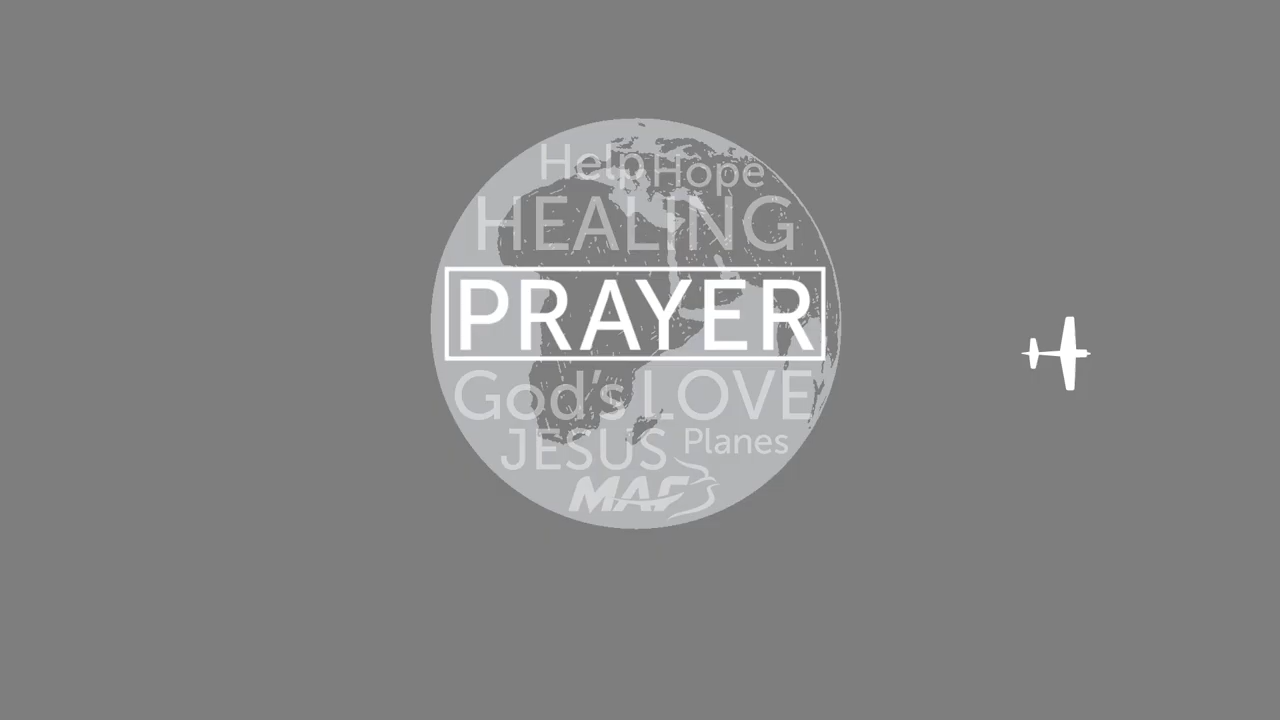 Help Hope
HEALING
PRAYER
God's LOVE
JESUS Planes
MAF